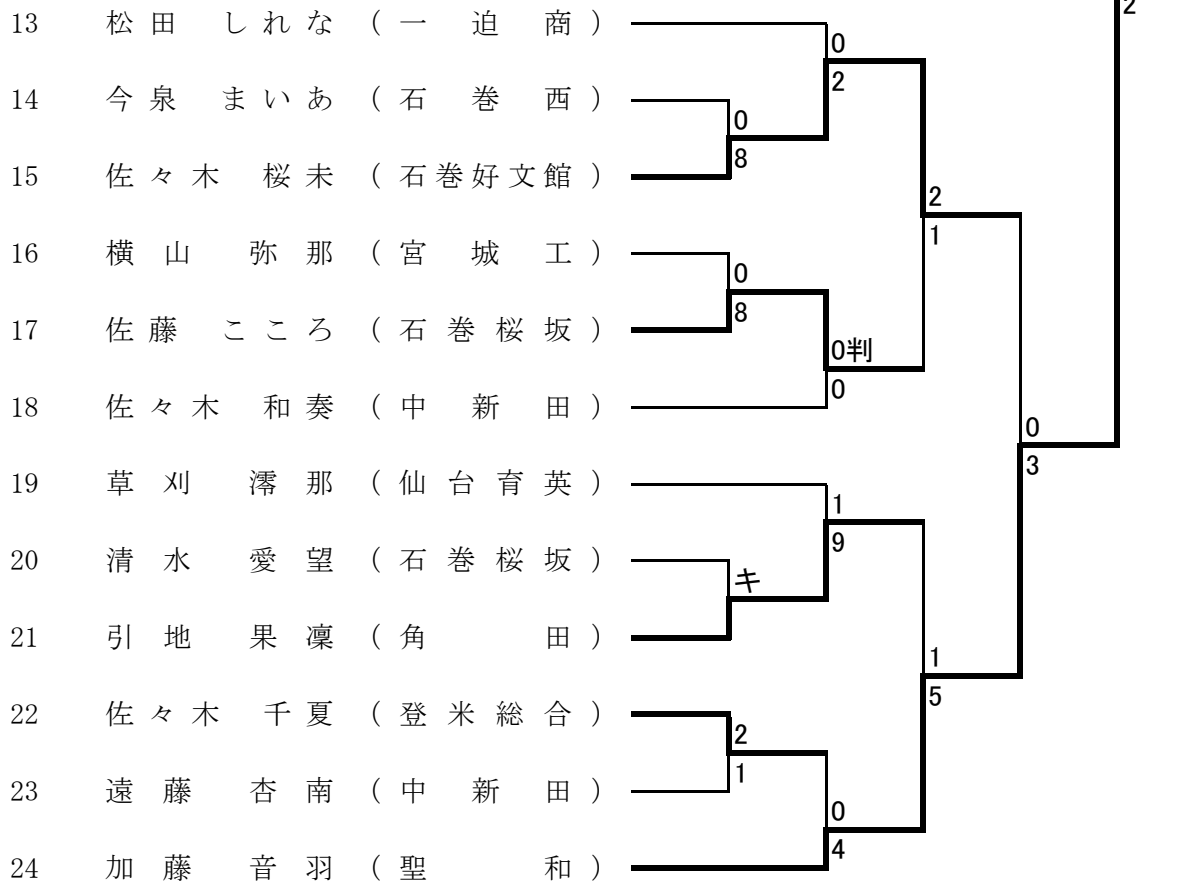 2
13 松田 しれな (一迫商)
0
2
14 今泉 まいあ (石巻西)
0
8
15 佐々木 桜未 (石巻好文館)
2
1
16 横山 弥那 (宮城工)
0
8
17 佐藤 こころ (石巻桜坂)
0判
0
18 佐々木 和奏 (中新田)
0
3
19 草刈 澪那 (仙台育英)
1
9
20 清水 愛望 (石巻桜坂)
キ
21 引地 果凜 (角田)
1
5
22 佐々木 千夏 (登米総合)
2
1
23 遠藤 杏南 (中新田)
0
4
24 加藤 音羽 (聖和)